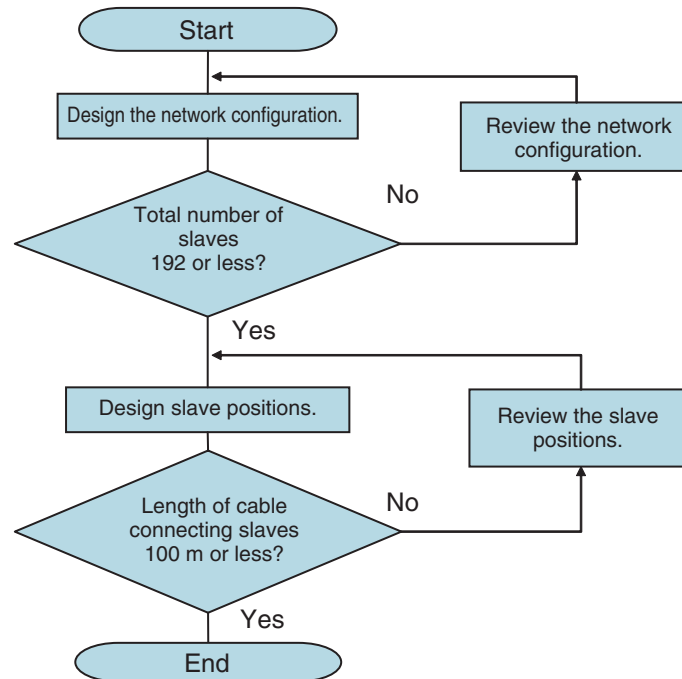 Start
Design the network configuration.
Review the network
configuration.
No
Total number of
slaves
192 or less?
Yes
Design slave positions.
Review the slave
positions.
No
Length of cable
connecting slaves
100 m or less?
Yes
End